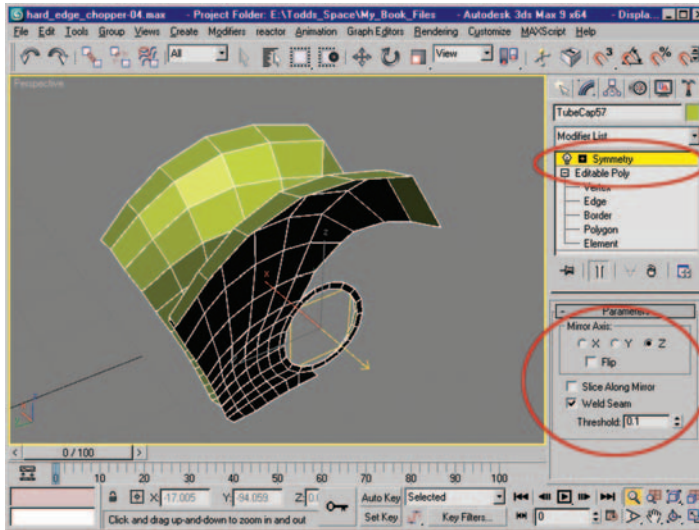 hard_edge_chopper-04.max - Project Folder: E:\Todds_Space\My_Book_Files - Autodesk 3ds Max 9 x64 - Displa...
File Edit Tools Group Views Create Modifiers reactor Animation Graph Editors Rendering Customize MAXScript Help
All View
Perspective
TubeCap57
Modifier List
Symmetry
Editable Poly
Vertex
Edge
Border
Polygon
Element
Parameters
Mirror Axis:
X Y Z
Flip
Slice Along Mirror
Weld Seam
Threshold: 0.1
z
x
0 / 100
0 10 20 30 40 50 60 70 80 90 100
X: -17.005 Y: -94.059 Z:
Auto Key Selected
Click and drag up-and-down to zoom in and out
Set Key Key Filters...
0